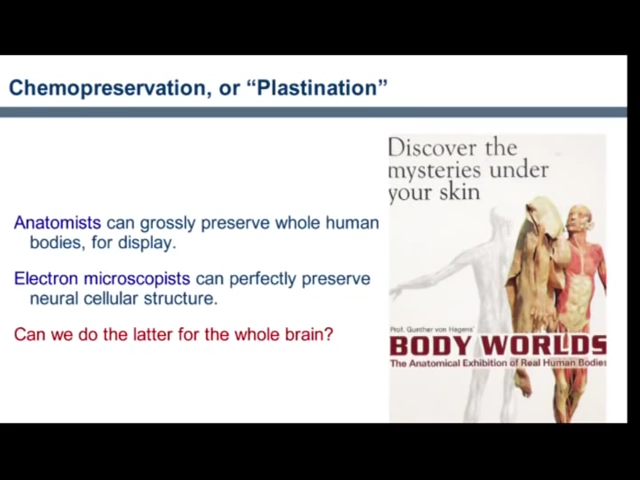 Chemopreservation, or “Plastination”
Anatomists can grossly preserve whole human
bodies, for display.
Electron microscopists can perfectly preserve
neural cellular structure.
Can we do the latter for the whole brain?
Discover the
mysteries under
your skin
Prof. Gunther von Hagens'
BODY WORLDS
The Anatomical Exhibition of Real Human Bodies